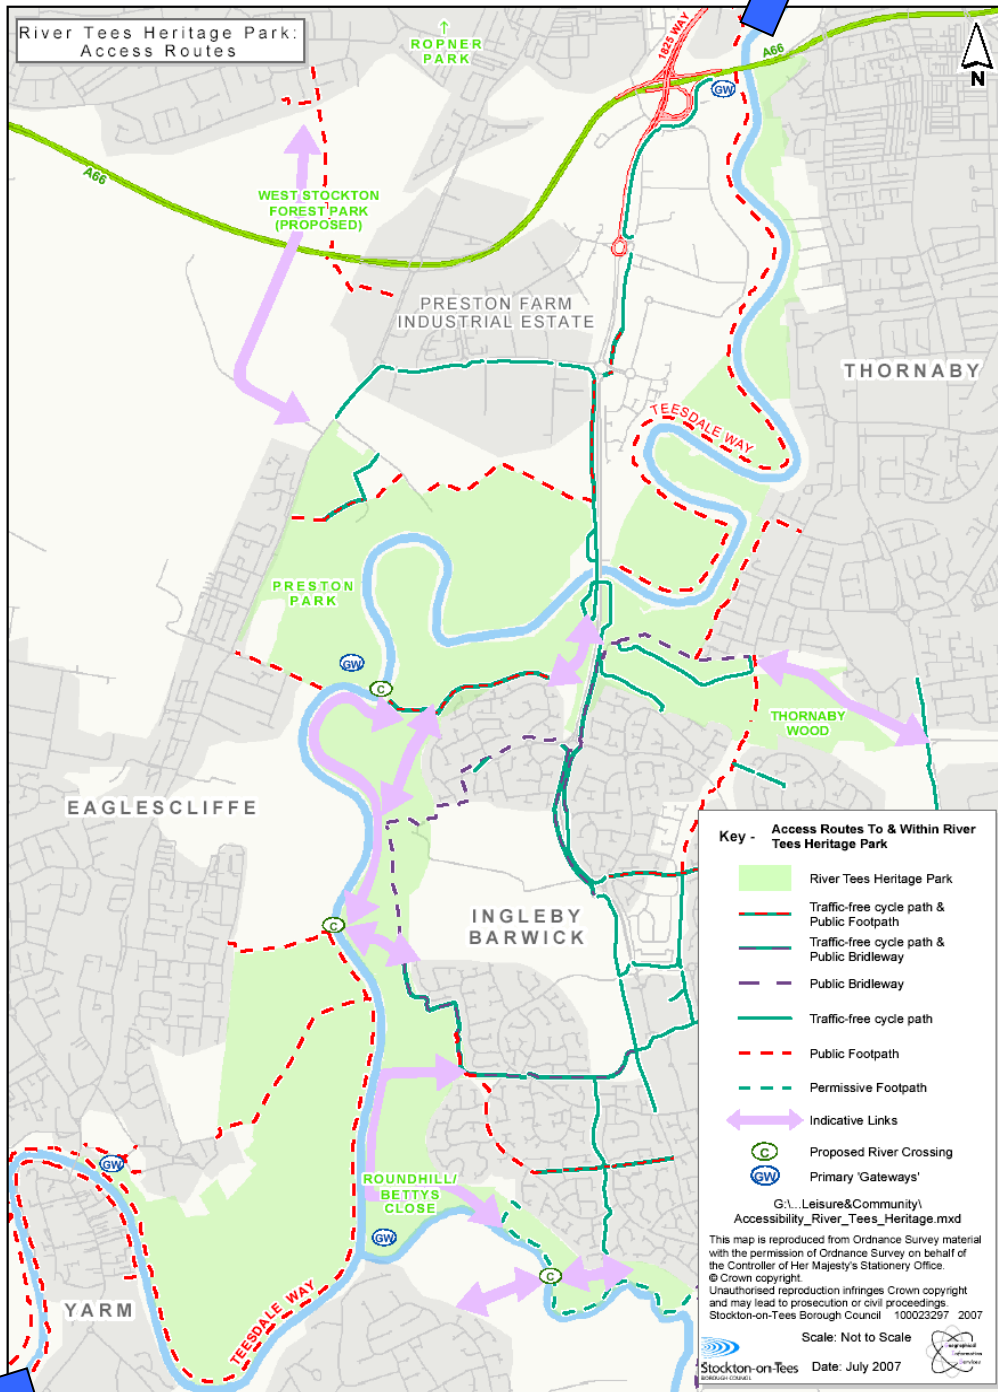 River Tees Heritage Park:
Access Routes
↑
ROPNER
PARK
1825 WAY
A66
GW
N
A66
WEST STOCKTON
FOREST PARK
(PROPOSED)
PRESTON FARM
INDUSTRIAL ESTATE
THORNABY
TEESDALE WAY
PRESTON
PARK
GW
C
THORNABY
WOOD
EAGLESCLIFFE
INGLEBY
BARWICK
C
GW
ROUNDHILL/
BETTYS
CLOSE
GW
C
YARM
TEESDALE WAY
Key - Access Routes To & Within River
Tees Heritage Park
River Tees Heritage Park
Traffic-free cycle path &
Public Footpath
Traffic-free cycle path &
Public Bridleway
Public Bridleway
Traffic-free cycle path
Public Footpath
Permissive Footpath
Indicative Links
C Proposed River Crossing
GW Primary 'Gateways'
G:\...Leisure&Community\
Accessibility_River_Tees_Heritage.mxd
This map is reproduced from Ordnance Survey material
with the permission of Ordnance Survey on behalf of
the Controller of Her Majesty's Stationery Office.
© Crown copyright.
Unauthorised reproduction infringes Crown copyright
and may lead to prosecution or civil proceedings.
Stockton-on-Tees Borough Council 100023297 2007
Scale: Not to Scale
Stockton-on-Tees
BOROUGH COUNCIL
Date: July 2007
Geographical
Information
Services